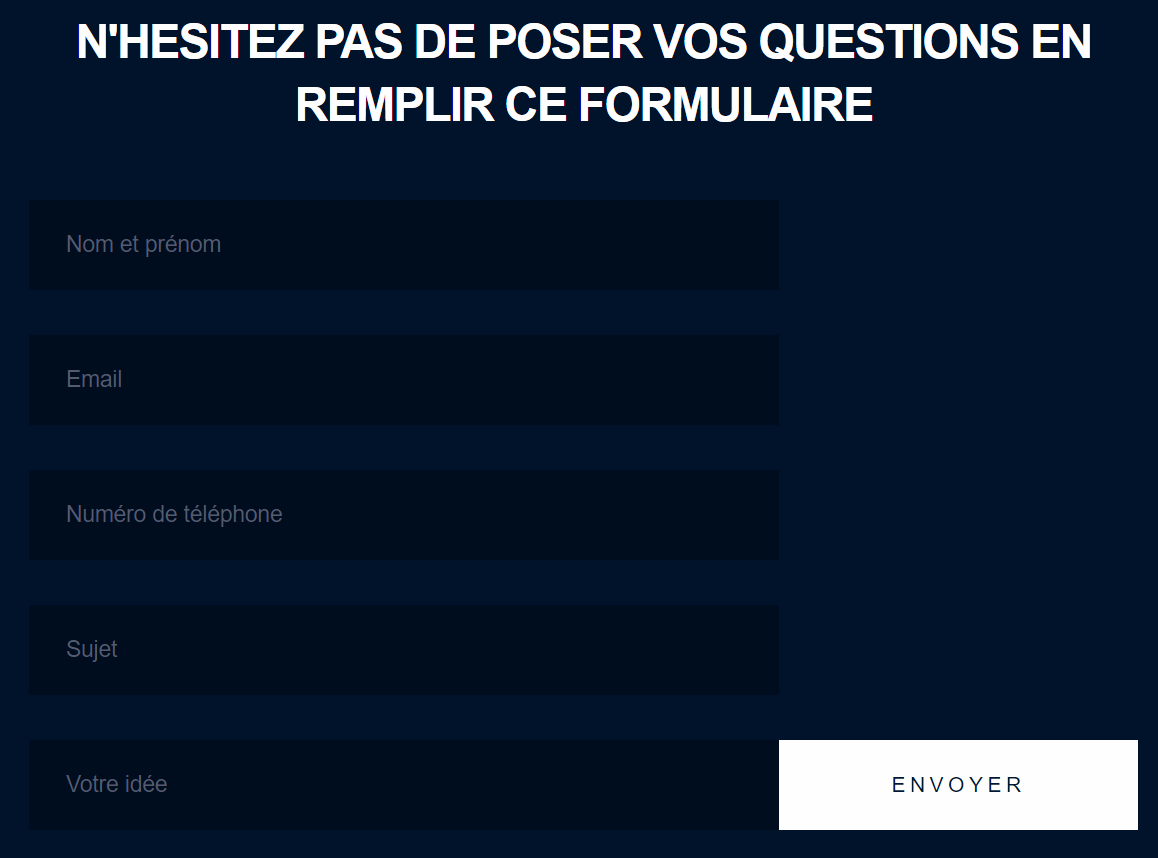 N'HESITEZ PAS DE POSER VOS QUESTIONS EN
REMPLIR CE FORMULAIRE
Nom et prénom
Email
Numéro de téléphone
Sujet
Votre idée
ENVOYER